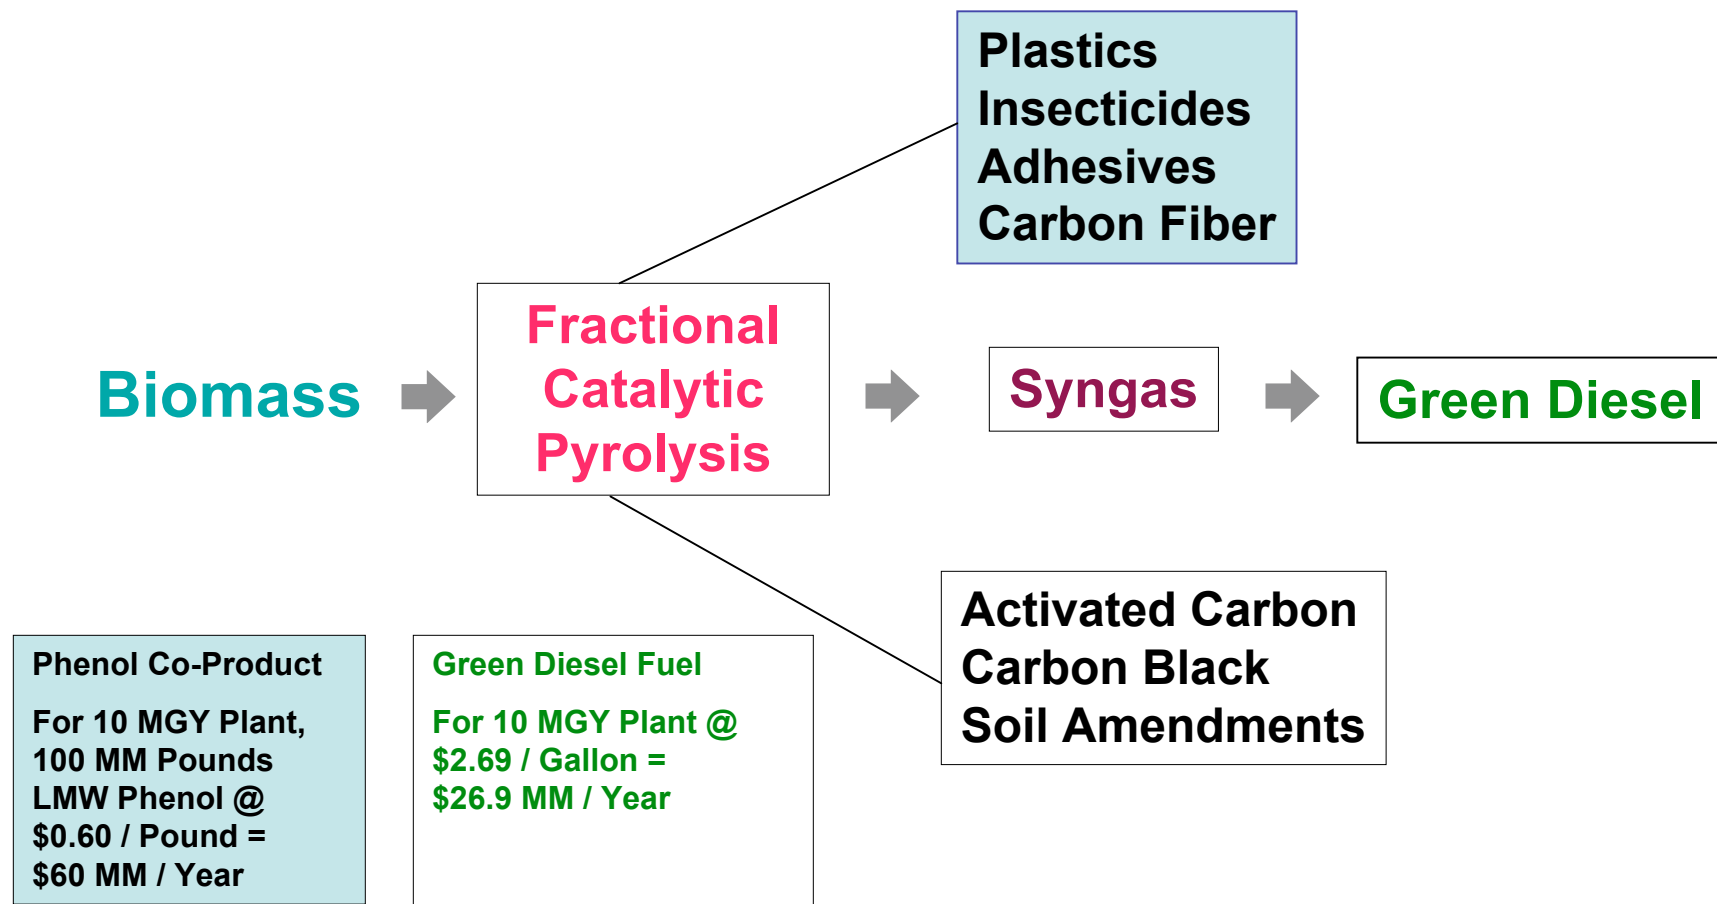 Plastics
Insecticides
Adhesives
Carbon Fiber
Biomass
Fractional
Catalytic
Pyrolysis
Syngas
Green Diesel
Activated Carbon
Carbon Black
Soil Amendments
Phenol Co-Product
For 10 MGY Plant,
100 MM Pounds
LMW Phenol @
$0.60 / Pound =
$60 MM / Year
Green Diesel Fuel
For 10 MGY Plant @
$2.69 / Gallon =
$26.9 MM / Year